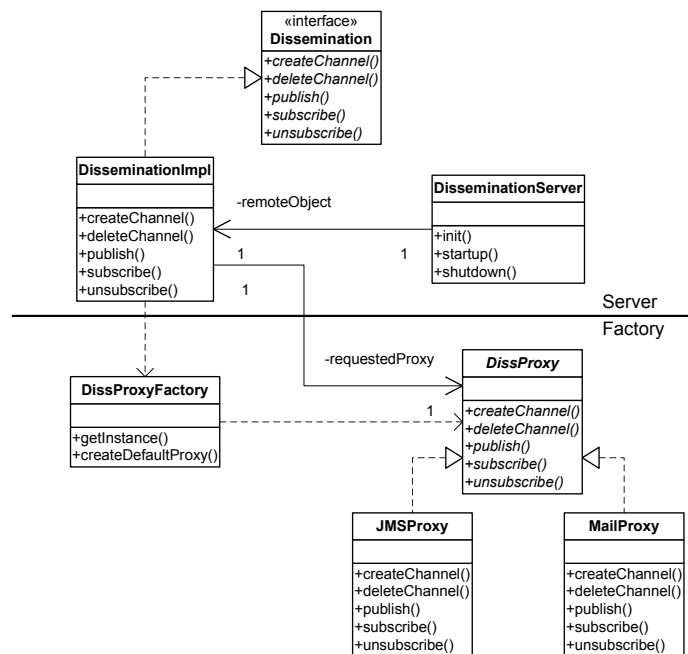 «interface»
Dissemination
+createChannel()
+deleteChannel()
+publish()
+subscribe()
+unsubscribe()
DisseminationImpl
+createChannel()
+deleteChannel()
+publish()
+subscribe()
+unsubscribe()
-remoteObject
1
1
DisseminationServer
+init()
+startup()
+shutdown()
1
Server
Factory
-requestedProxy
1
DissProxyFactory
+getInstance()
+createDefaultProxy()
DissProxy
+createChannel()
+deleteChannel()
+publish()
+subscribe()
+unsubscribe()
JMSProxy
+createChannel()
+deleteChannel()
+publish()
+subscribe()
+unsubscribe()
MailProxy
+createChannel()
+deleteChannel()
+publish()
+subscribe()
+unsubscribe()